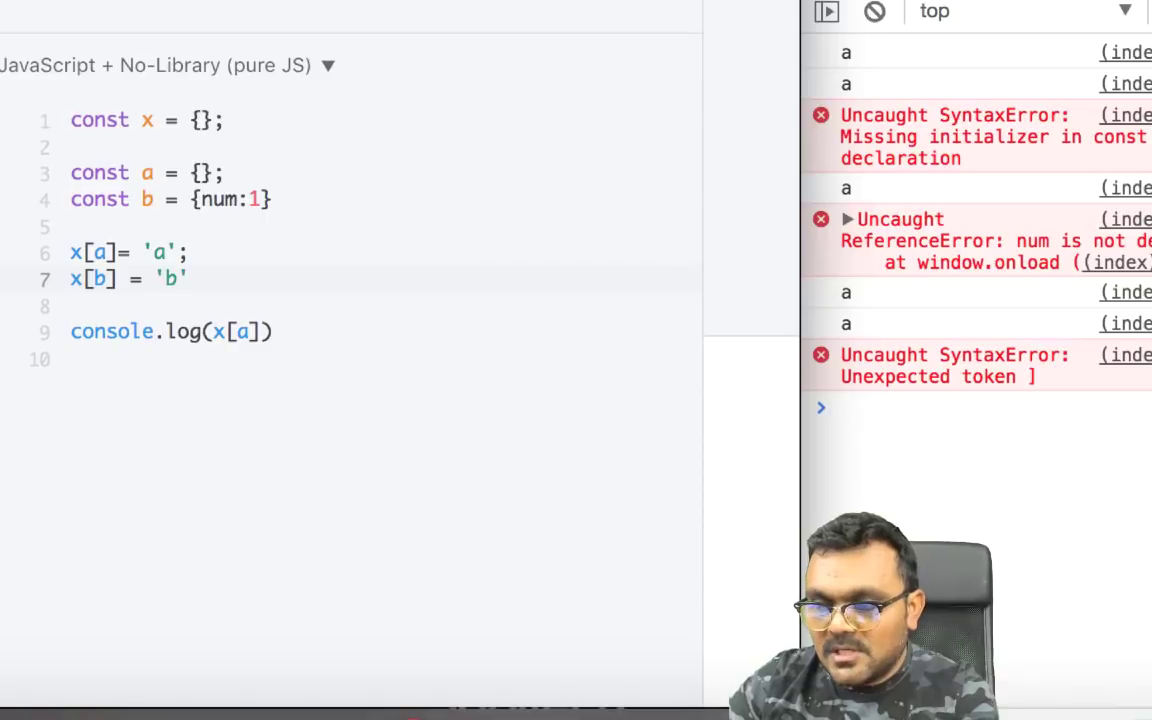 JavaScript + No-Library (pure JS) ▼
1 const x = {};
2
3 const a = {};
4 const b = {num:1}
5
6 x[a]= 'a';
7 x[b] = 'b'
8
9 console.log(x[a])
10
top ▼
a (inde
a (inde
Uncaught SyntaxError: (inde
Missing initializer in const
declaration
a (inde
▶Uncaught (inde
ReferenceError: num is not de
at window.onload ((index)
a (inde
a (inde
Uncaught SyntaxError: (inde
Unexpected token ]
>